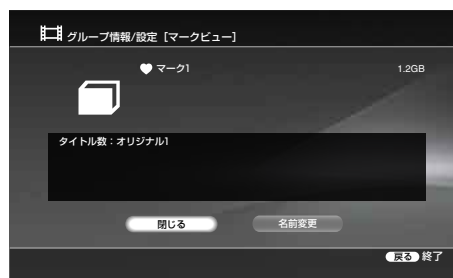 グループ情報/設定［マークビュー］
♥ マーク1 1.2GB
タイトル数：オリジナル1
閉じる 名前変更
戻る 終了